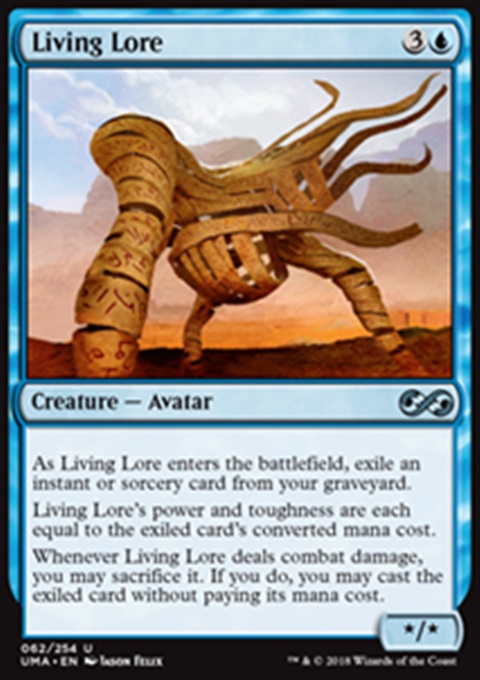 Living Lore 3
Creature — Avatar
As Living Lore enters the battlefield, exile an
instant or sorcery card from your graveyard.
Living Lore's power and toughness are each
equal to the exiled card's converted mana cost.
Whenever Living Lore deals combat damage,
you may sacrifice it. If you do, you may cast the
exiled card without paying its mana cost.
*/*
062/254 U
UMA • EN Jason Felix
™ & © 2018 Wizards of the Coast